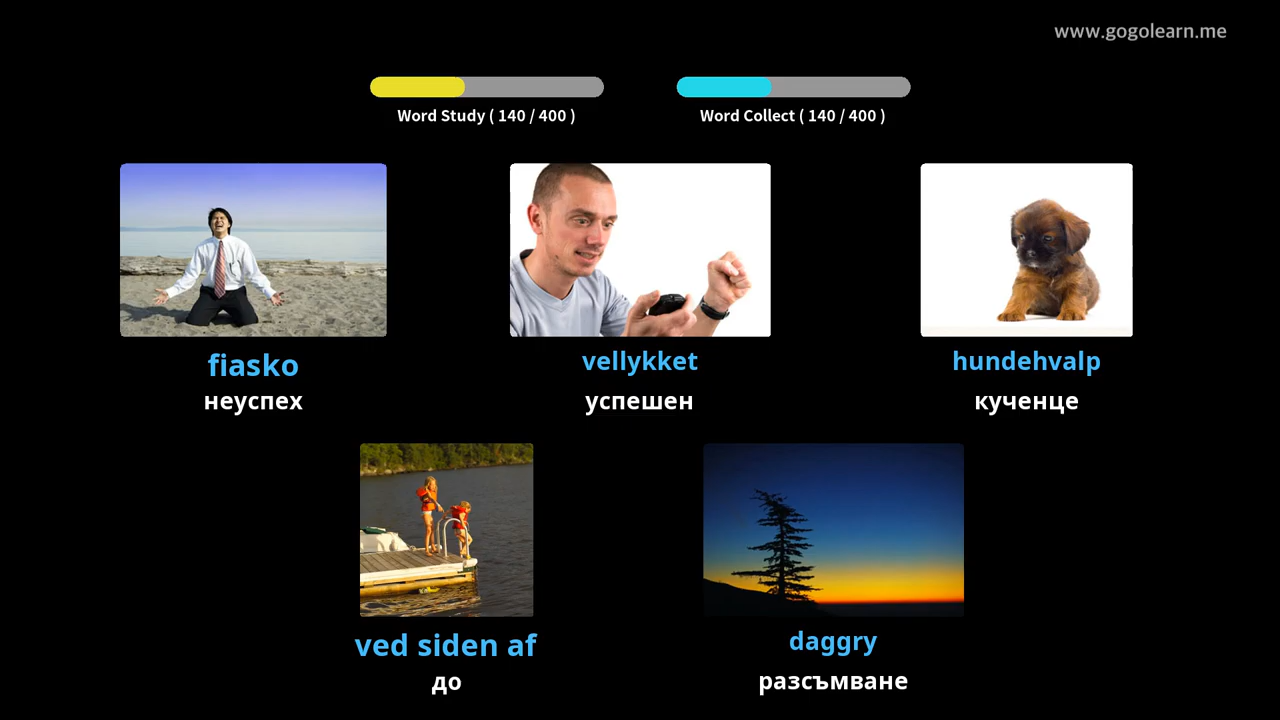 www.gogolearn.me
Word Study ( 140 / 400 )
Word Collect ( 140 / 400 )
fiasko
неуспех
vellykket
успешен
hundehvalp
кученце
ved siden af
до
daggry
разсъмване